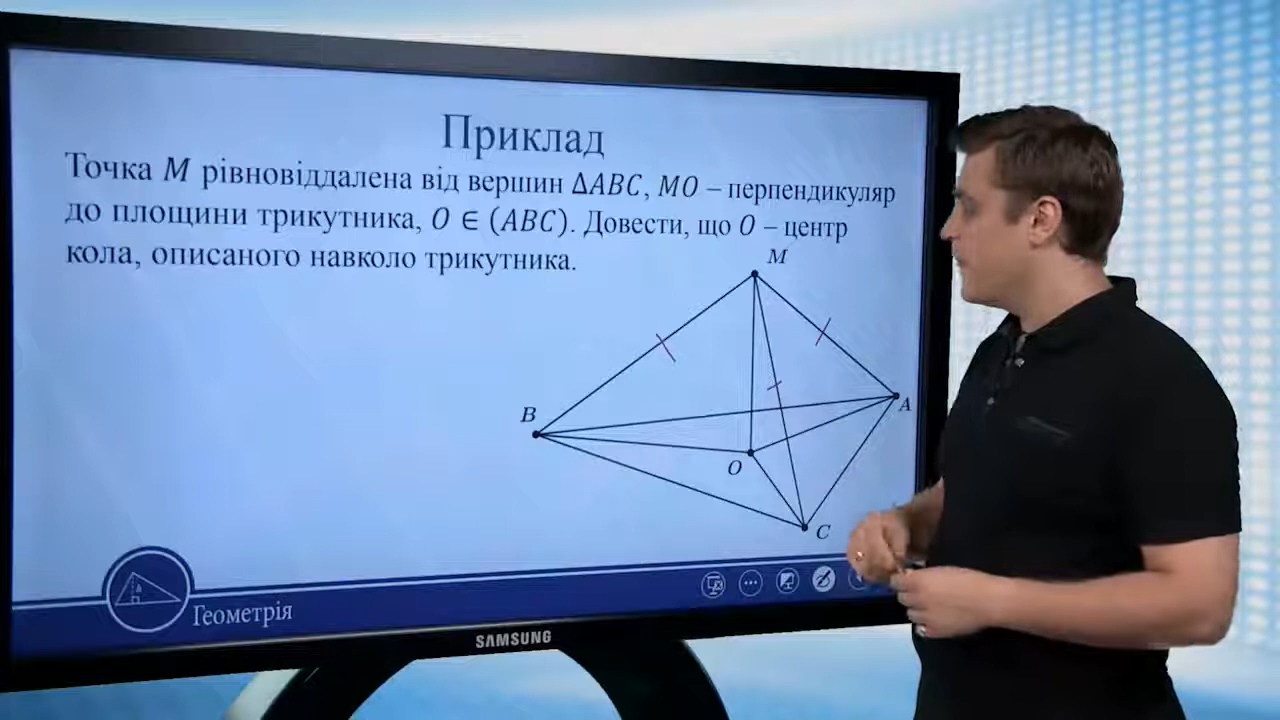 Приклад
Точка M рівновіддалена від вершин ΔABC, MO – перпендикуляр
до площини трикутника, O ∈ (ABC). Довести, що O – центр
кола, описаного навколо трикутника.
M
B
A
O
C
Геометрія
SAMSUNG